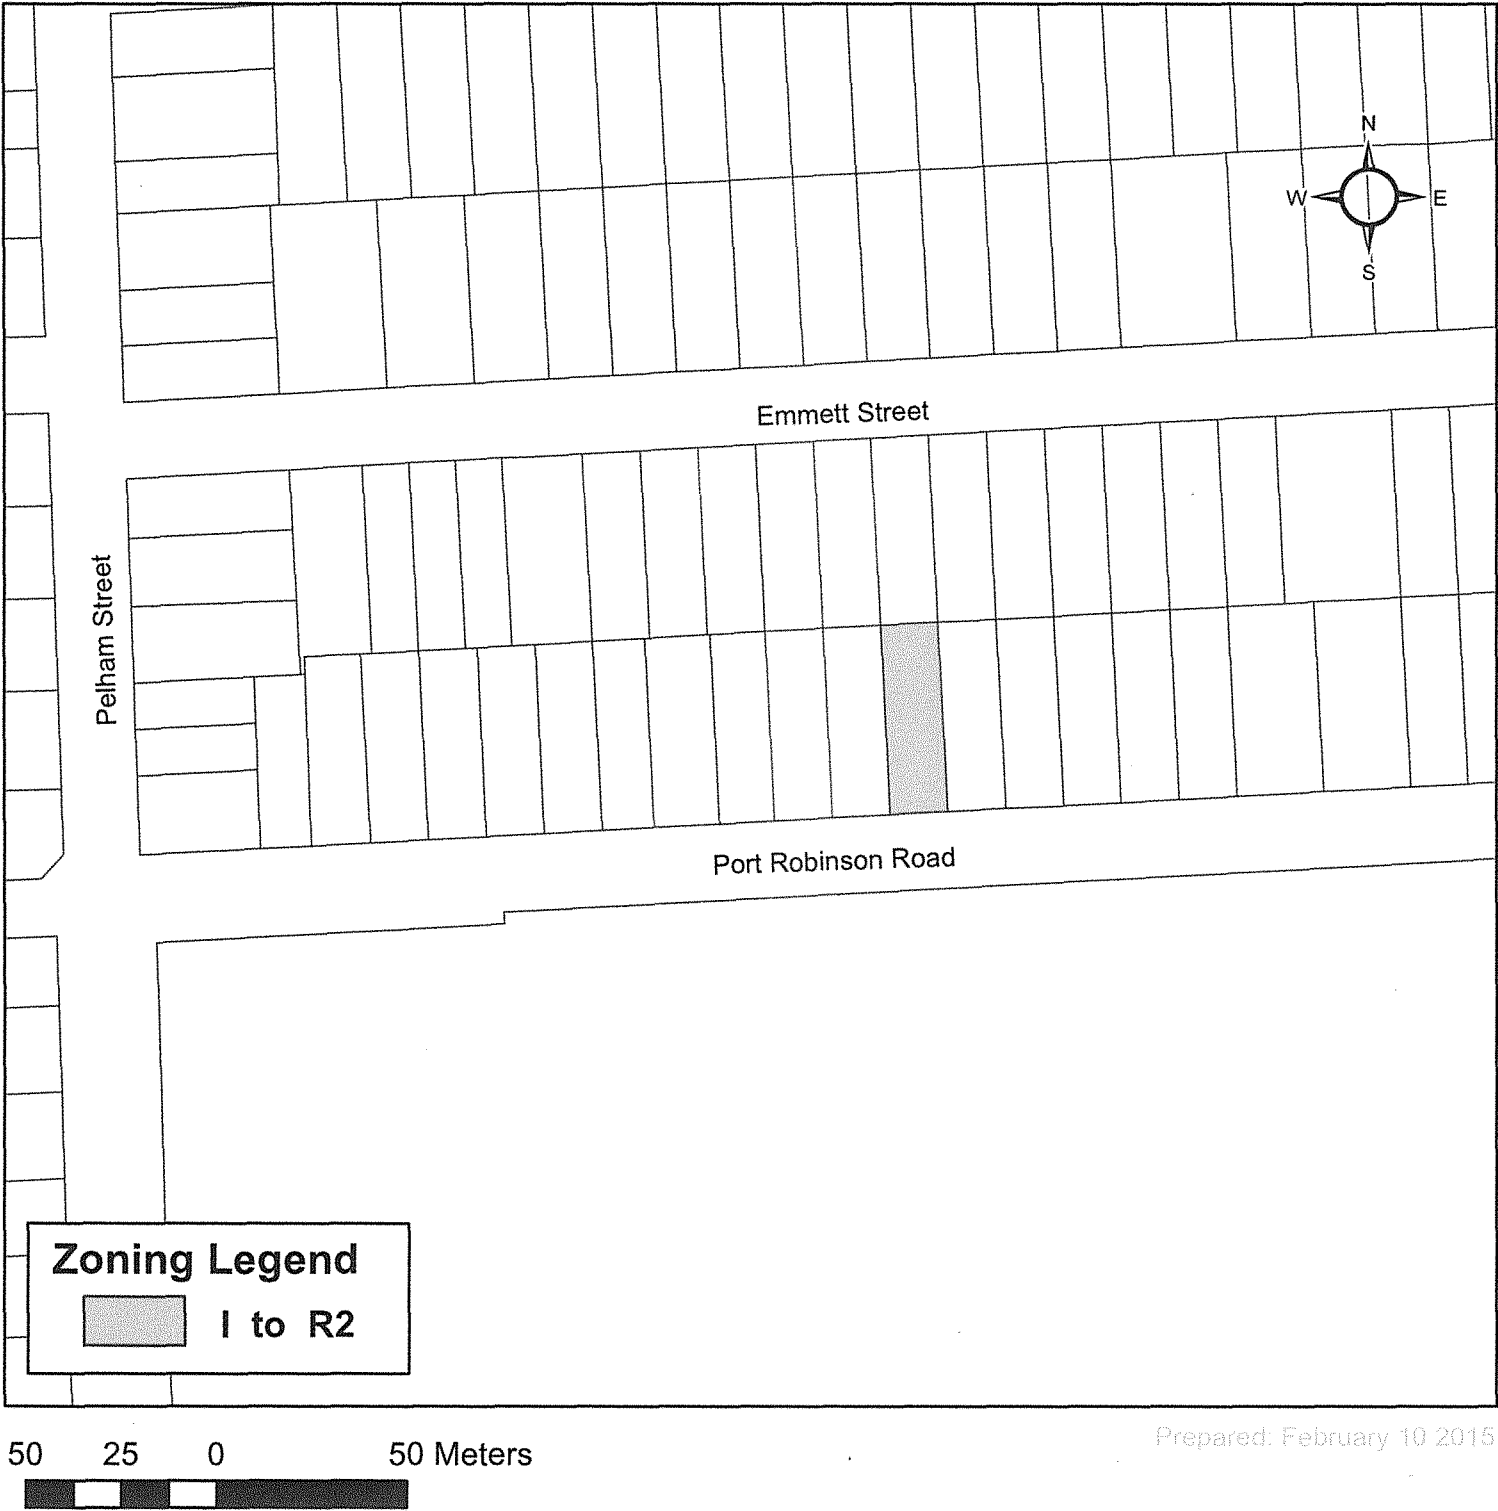 N
W E
S
Emmett Street
Pelham Street
Port Robinson Road
Zoning Legend
I to R2
Prepared: February 10 2015
50 25 0 50 Meters